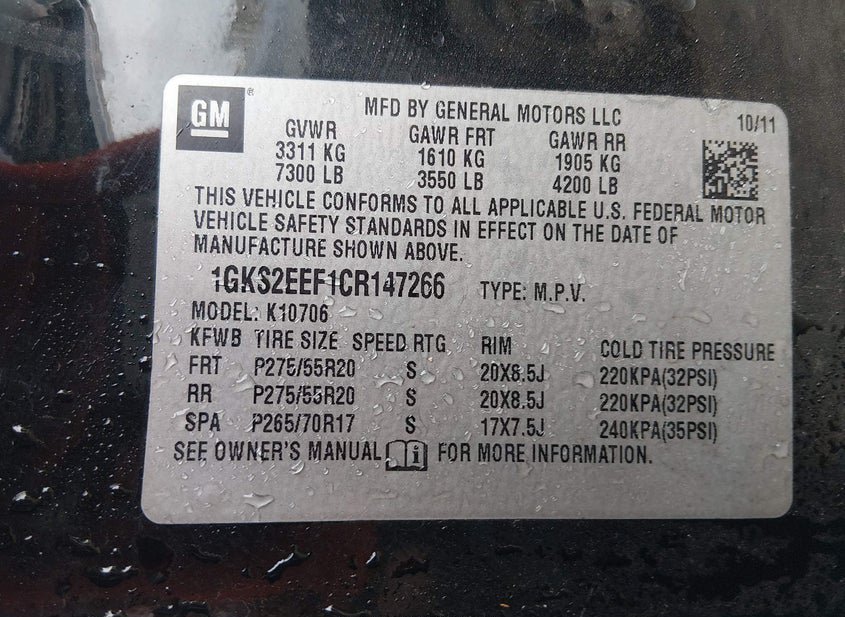 GM ®
MFD BY GENERAL MOTORS LLC 10/11
GVWR GAWR FRT GAWR RR
3311 KG 1610 KG 1905 KG
7300 LB 3550 LB 4200 LB
THIS VEHICLE CONFORMS TO ALL APPLICABLE U.S. FEDERAL MOTOR
VEHICLE SAFETY STANDARDS IN EFFECT ON THE DATE OF
MANUFACTURE SHOWN ABOVE.
1GKS2EEF1CR147266 TYPE: M.P.V.
MODEL: K10706
KFWB TIRE SIZE SPEED RTG RIM COLD TIRE PRESSURE
FRT P275/55R20 S 20X8.5J 220KPA(32PSI)
RR P275/55R20 S 20X8.5J 220KPA(32PSI)
SPA P265/70R17 S 17X7.5J 240KPA(35PSI)
SEE OWNER'S MANUAL i FOR MORE INFORMATION.